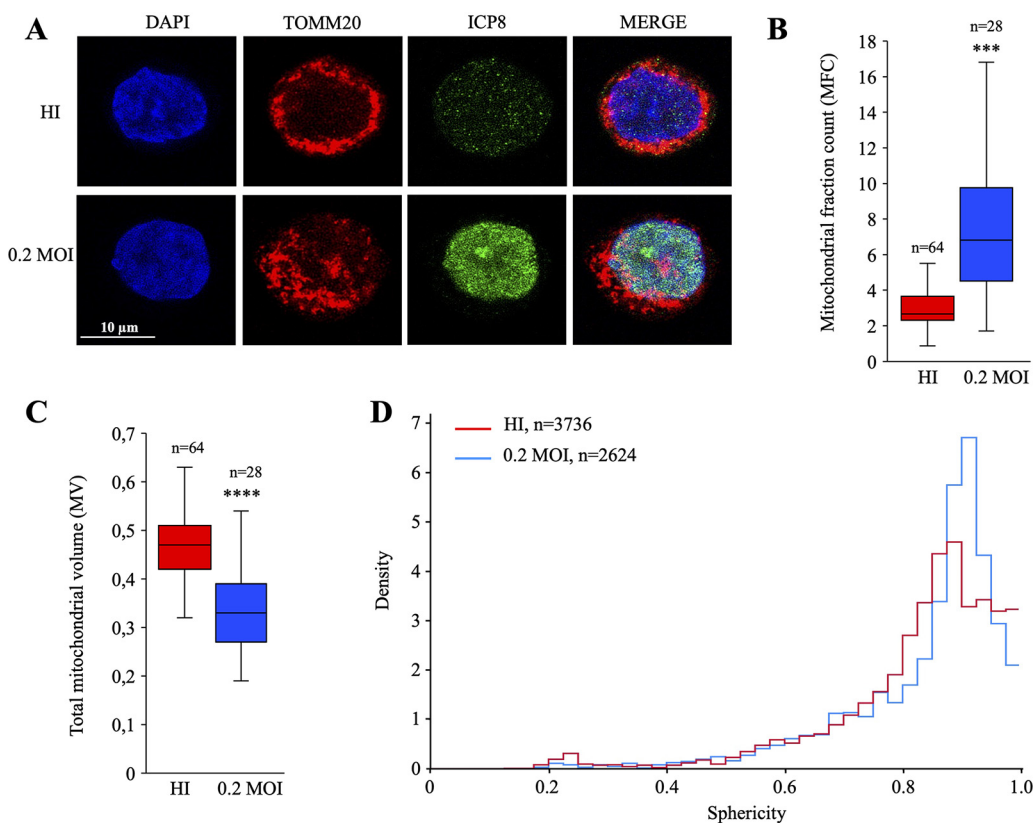 A
DAPI
TOMM20
ICP8
MERGE
HI
0.2 MOI
10 µm
B
Mitochondrial fraction count (MFC)
18
16
14
12
10
8
6
4
2
0
n=64
n=28
***
HI
0.2 MOI
C
Total mitochondrial volume (MV)
0,7
0,6
0,5
0,4
0,3
0,2
0,1
0
n=64
n=28
****
HI
0.2 MOI
D
HI, n=3736
0.2 MOI, n=2624
Density
7
6
5
4
3
2
1
0
0
0.2
0.4
0.6
0.8
1.0
Sphericity